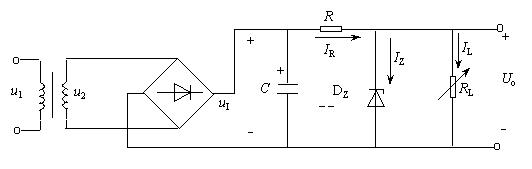 R
+
I_R
+
I_Z
I_L
+
u_1
u_2
u_I
C
D_Z
R_L
U_o
- -
-
-